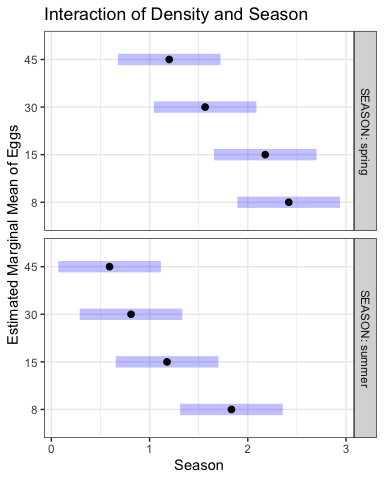 Interaction of Density and Season
Estimated Marginal Mean of Eggs
45
30
15
8
SEASON: spring
45
30
15
8
SEASON: summer
0 1 2 3
Season